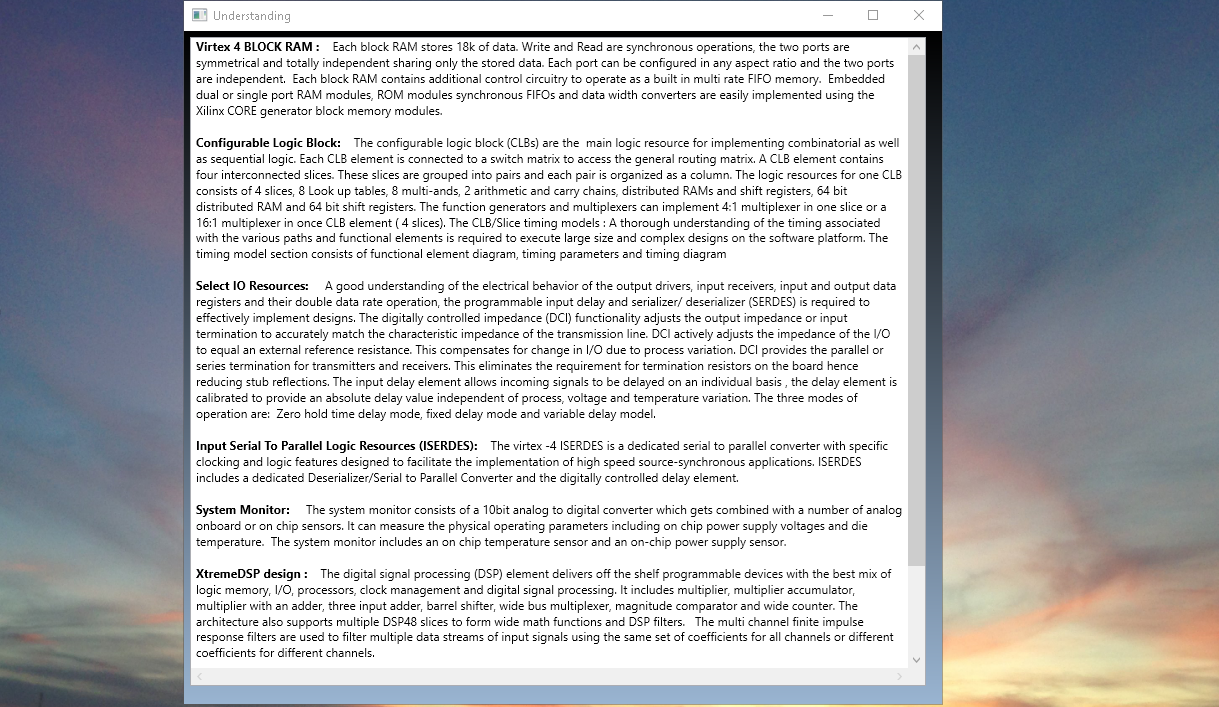 Understanding
Virtex 4 BLOCK RAM : Each block RAM stores 18k of data. Write and Read are synchronous operations, the two ports are
symmetrical and totally independent sharing only the stored data. Each port can be configured in any aspect ratio and the two ports
are independent. Each block RAM contains additional control circuitry to operate as a built in multi rate FIFO memory. Embedded
dual or single port RAM modules, ROM modules synchronous FIFOs and data width converters are easily implemented using the
Xilinx CORE generator block memory modules.
Configurable Logic Block: The configurable logic block (CLBs) are the main logic resource for implementing combinatorial as well
as sequential logic. Each CLB element is connected to a switch matrix to access the general routing matrix. A CLB element contains
four interconnected slices. These slices are grouped into pairs and each pair is organized as a column. The logic resources for one CLB
consists of 4 slices, 8 Look up tables, 8 multi-ands, 2 arithmetic and carry chains, distributed RAMs and shift registers, 64 bit
distributed RAM and 64 bit shift registers. The function generators and multiplexers can implement 4:1 multiplexer in one slice or a
16:1 multiplexer in once CLB element ( 4 slices). The CLB/Slice timing models : A thorough understanding of the timing associated
with the various paths and functional elements is required to execute large size and complex designs on the software platform. The
timing model section consists of functional element diagram, timing parameters and timing diagram
Select IO Resources: A good understanding of the electrical behavior of the output drivers, input receivers, input and output data
registers and their double data rate operation, the programmable input delay and serializer/ deserializer (SERDES) is required to
effectively implement designs. The digitally controlled impedance (DCI) functionality adjusts the output impedance or input
termination to accurately match the characteristic impedance of the transmission line. DCI actively adjusts the impedance of the I/O
to equal an external reference resistance. This compensates for change in I/O due to process variation. DCI provides the parallel or
series termination for transmitters and receivers. This eliminates the requirement for termination resistors on the board hence
reducing stub reflections. The input delay element allows incoming signals to be delayed on an individual basis , the delay element is
calibrated to provide an absolute delay value independent of process, voltage and temperature variation. The three modes of
operation are: Zero hold time delay mode, fixed delay mode and variable delay model.
Input Serial To Parallel Logic Resources (ISERDES): The virtex -4 ISERDES is a dedicated serial to parallel converter with specific
clocking and logic features designed to facilitate the implementation of high speed source-synchronous applications. ISERDES
includes a dedicated Deserializer/Serial to Parallel Converter and the digitally controlled delay element.
System Monitor: The system monitor consists of a 10bit analog to digital converter which gets combined with a number of analog
onboard or on chip sensors. It can measure the physical operating parameters including on chip power supply voltages and die
temperature. The system monitor includes an on chip temperature sensor and an on-chip power supply sensor.
XtremeDSP design : The digital signal processing (DSP) element delivers off the shelf programmable devices with the best mix of
logic memory, I/O, processors, clock management and digital signal processing. It includes multiplier, multiplier accumulator,
multiplier with an adder, three input adder, barrel shifter, wide bus multiplexer, magnitude comparator and wide counter. The
architecture also supports multiple DSP48 slices to form wide math functions and DSP filters. The multi channel finite impulse
response filters are used to filter multiple data streams of input signals using the same set of coefficients for all channels or different
coefficients for different channels.